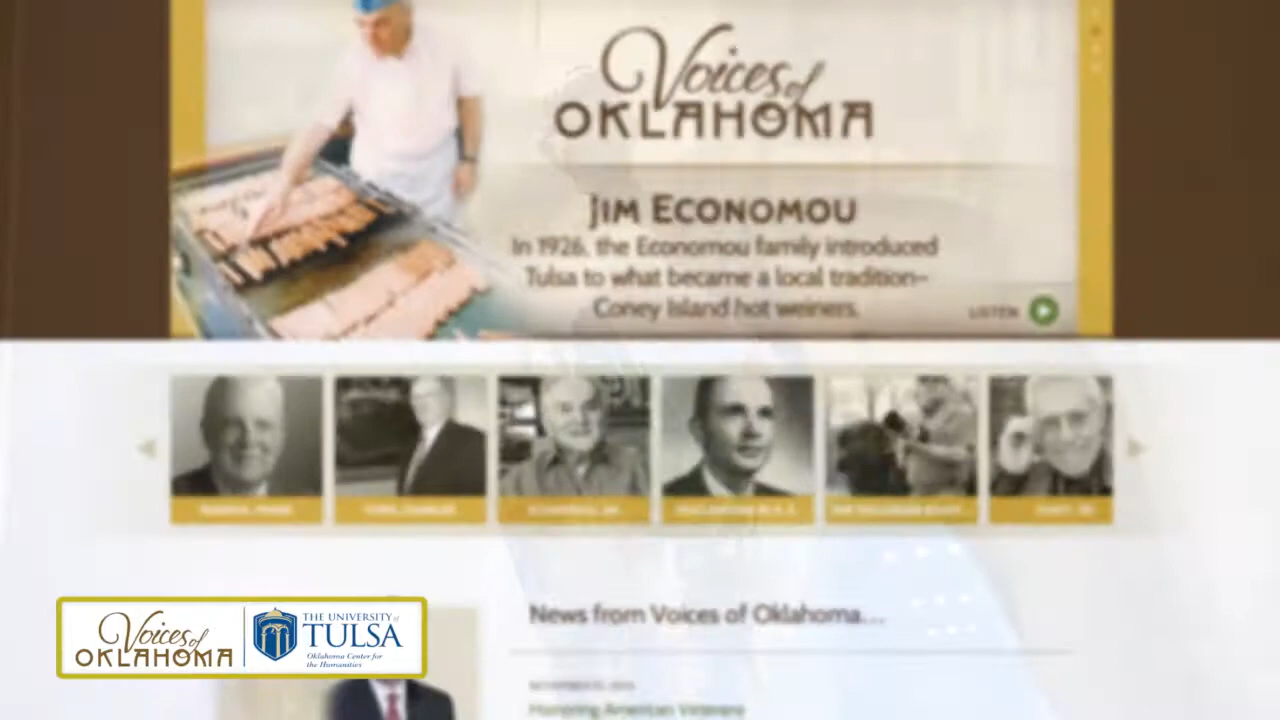 Voices of
OKLAHOMA
JIM ECONOMOU
In 1926, the Economou family introduced
Tulsa to what became a local tradition–
Coney Island hot weiners.
LISTEN
News from Voices of Oklahoma...
Honoring American Veterans
Voices of
OKLAHOMA
THE UNIVERSITY of
TULSA
Oklahoma Center for
the Humanities